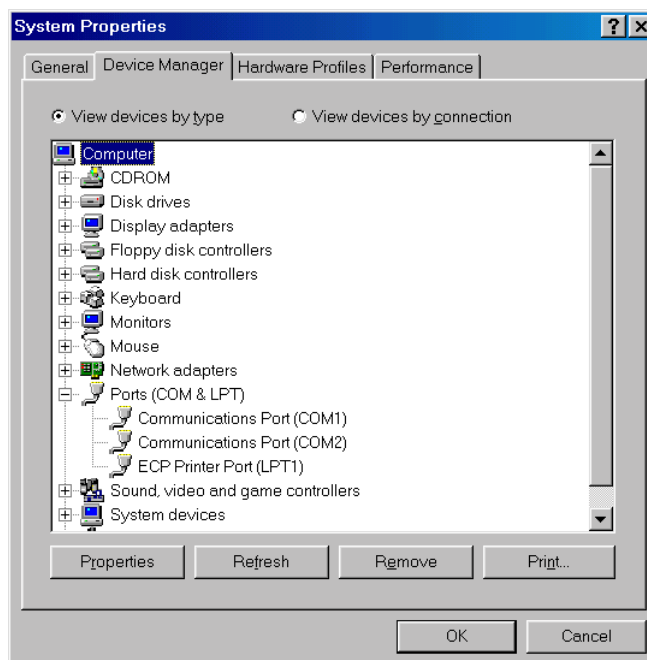 System Properties
General Device Manager Hardware Profiles Performance
View devices by type View devices by connection
Computer
CDROM
Disk drives
Display adapters
Floppy disk controllers
Hard disk controllers
Keyboard
Monitors
Mouse
Network adapters
Ports (COM & LPT)
Communications Port (COM1)
Communications Port (COM2)
ECP Printer Port (LPT1)
Sound, video and game controllers
System devices
Properties Refresh Remove Print...
OK Cancel